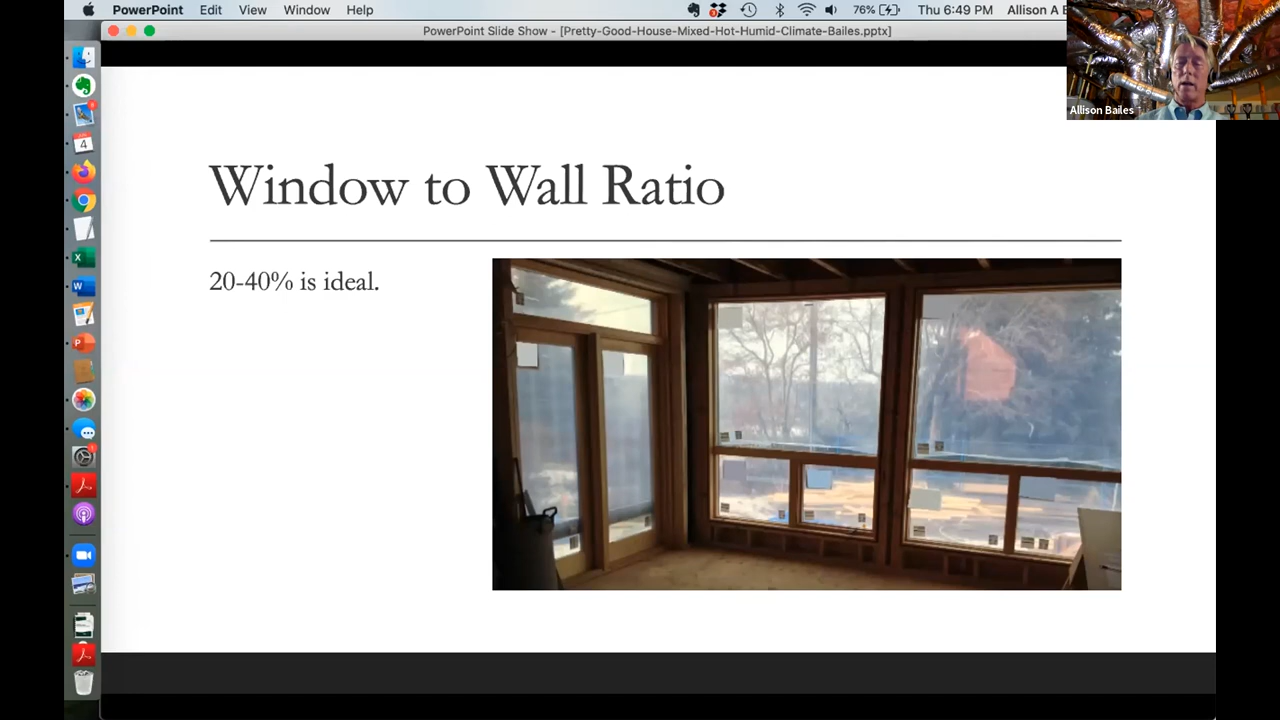 PowerPoint Edit View Window Help 76% Thu 6:49 PM Allison A
PowerPoint Slide Show - [Pretty-Good-House-Mixed-Hot-Humid-Climate-Bailes.pptx]
Allison Bailes
Window to Wall Ratio
20-40% is ideal.